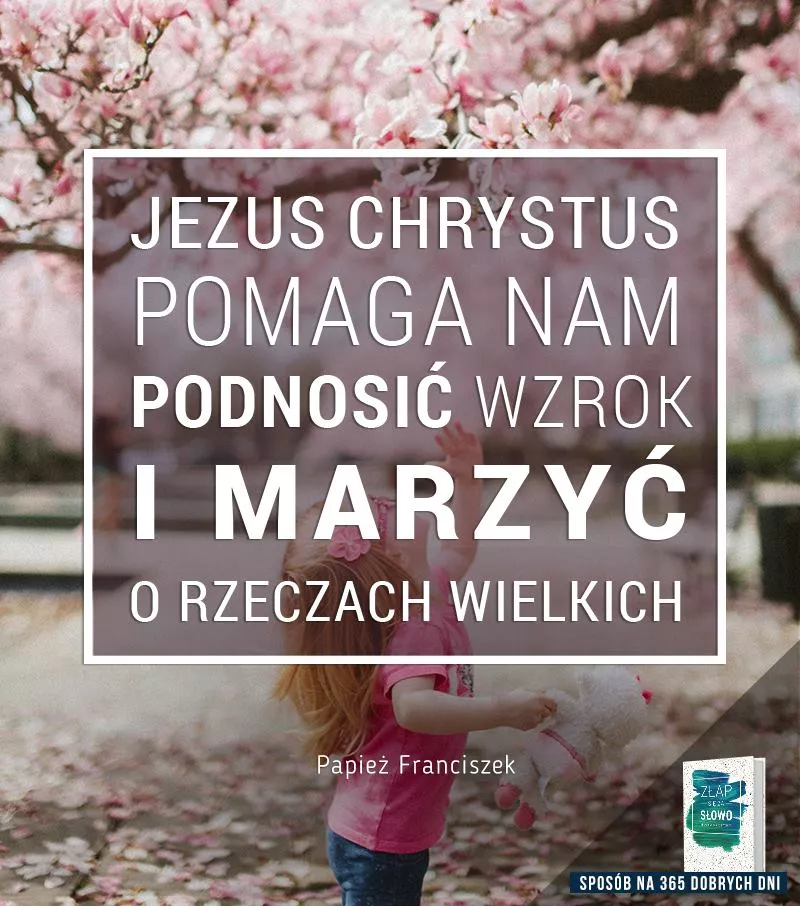 JEZUS CHRYSTUS
POMAGA NAM
PODNOSIĆ WZROK
I MARZYĆ
O RZECZACH WIELKICH
Papież Franciszek
ZŁAP
SŁOWO
SPOSÓB NA 365 DOBRYCH DNI